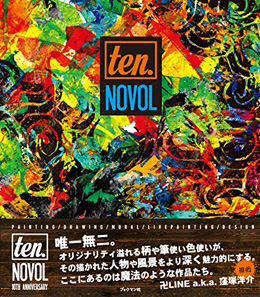 ten.
NOVOL
PAINTING/DRAWING/MURAL/LIVEPAINTING/DESIGN
ten.
NOVOL
10TH ANNIVERSARY
唯一無二。
オリジナリティ溢れる柄や筆使い色使いが、
その描かれた人物や風景をより深く魅力的にする。
ここにあるのは魔法のような作品たち。
推薦
卍LINE a.k.a. 窪塚洋介
ブックマン社